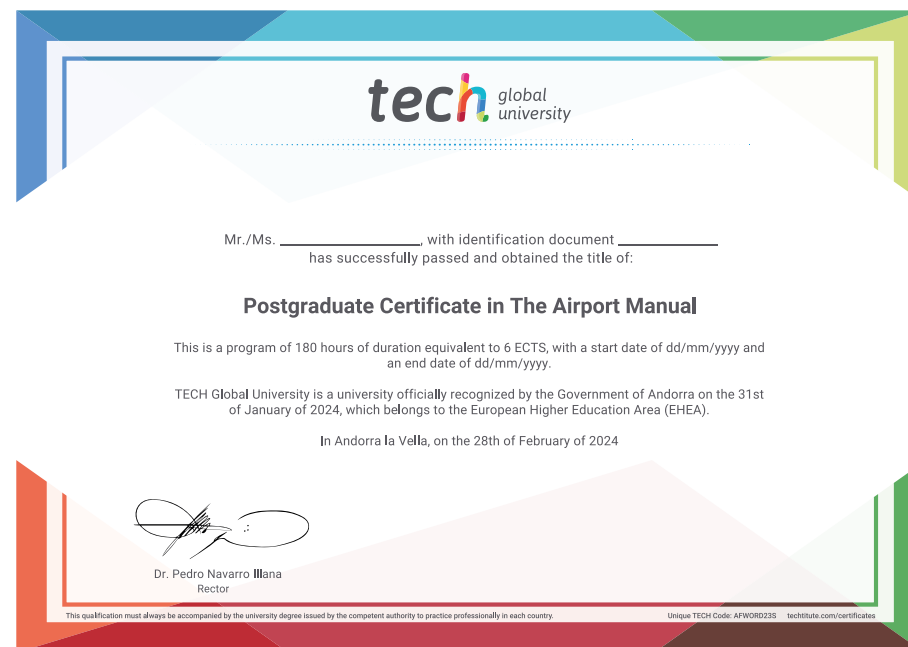 tech global
university
Mr./Ms. ____________, with identification document ____________
has successfully passed and obtained the title of:
Postgraduate Certificate in The Airport Manual
This is a program of 180 hours of duration equivalent to 6 ECTS, with a start date of dd/mm/yyyy and
an end date of dd/mm/yyyy.
TECH Global University is a university officially recognized by the Government of Andorra on the 31st
of January of 2024, which belongs to the European Higher Education Area (EHEA).
In Andorra la Vella, on the 28th of February of 2024
Dr. Pedro Navarro Illana
Rector
This qualification must always be accompanied by the university degree issued by the competent authority to practice professionally in each country. Unique TECH Code: AFWORD23S techtitute.com/certificates